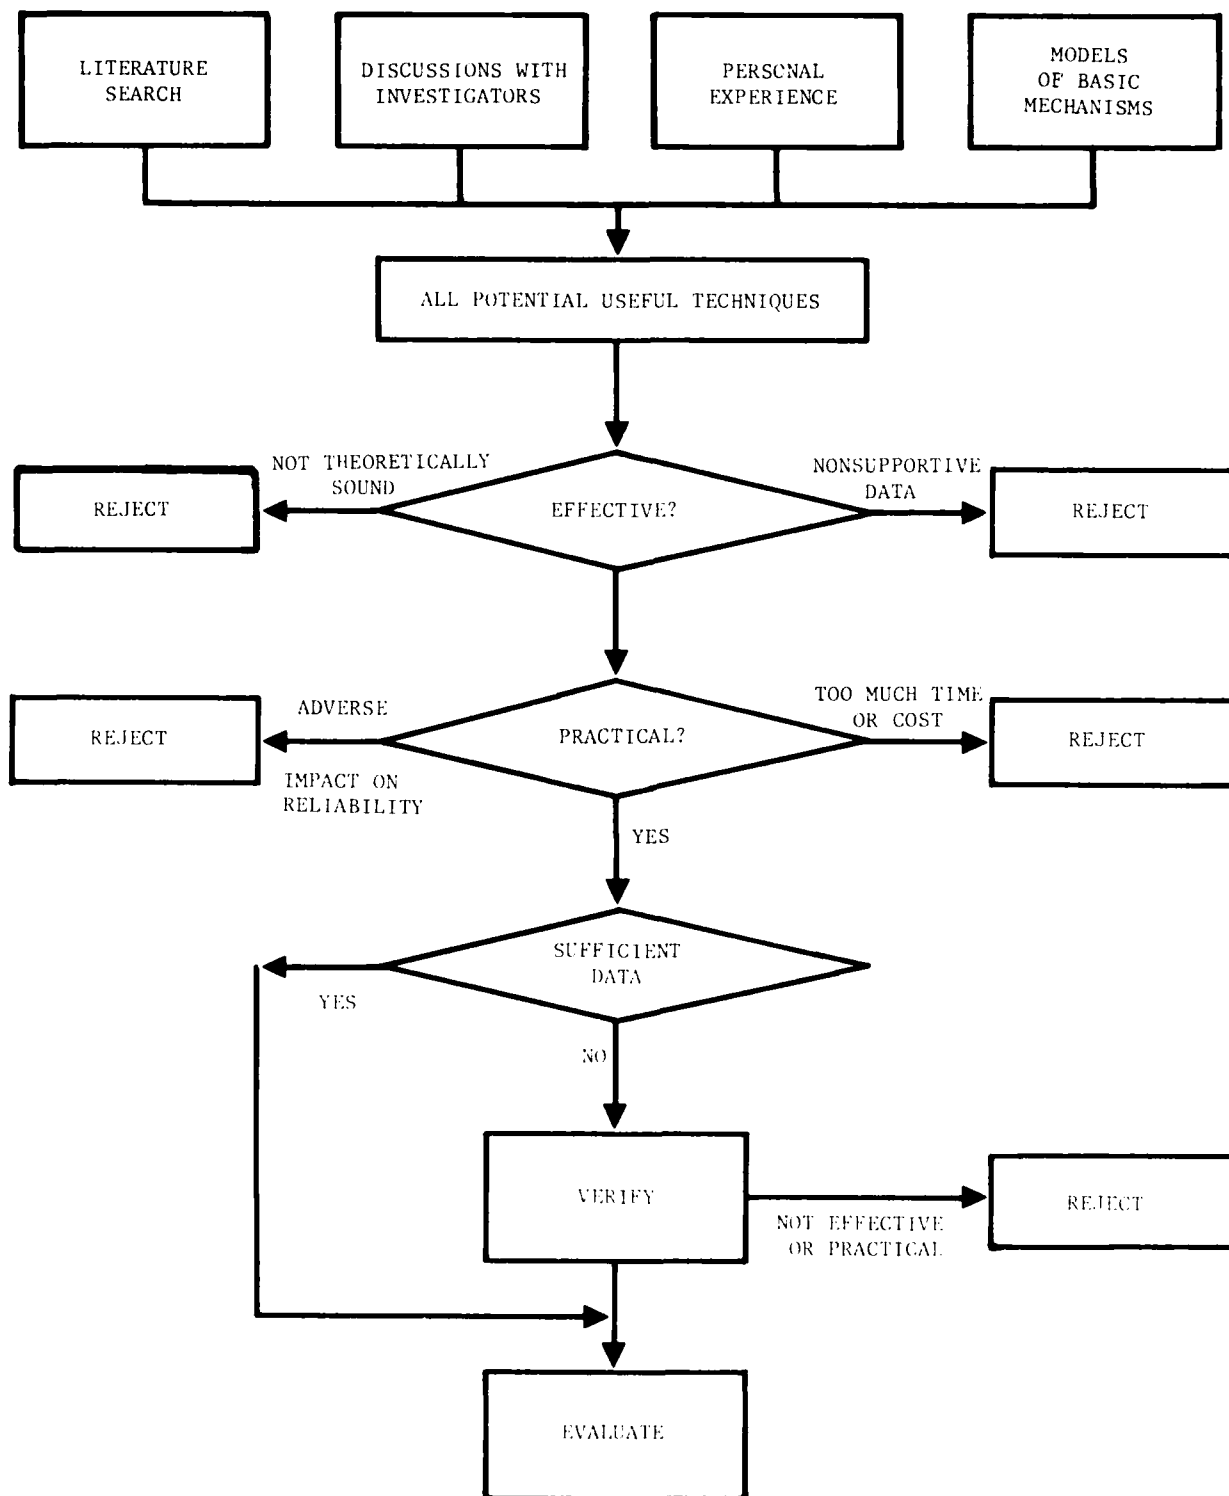 LITERATURE
SEARCH
DISCUSSIONS WITH
INVESTIGATORS
PERSONAL
EXPERIENCE
MODELS
OF BASIC
MECHANISMS
ALL POTENTIAL USEFUL TECHNIQUES
NOT THEORETICALLY
SOUND
NONSUPPORTIVE
DATA
REJECT
EFFECTIVE?
REJECT
ADVERSE
TOO MUCH TIME
OR COST
REJECT
PRACTICAL?
REJECT
IMPACT ON
RELIABILITY
YES
SUFFICIENT
DATA
YES
NO
VERIFY
REJECT
NOT EFFECTIVE
OR PRACTICAL
EVALUATE